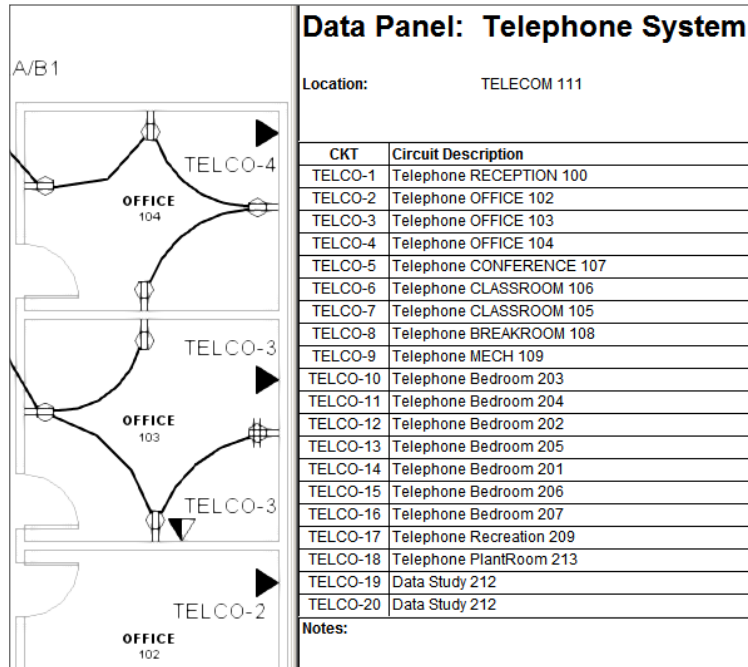 A/B1
TELCO-4
OFFICE
104
TELCO-3
OFFICE
103
TELCO-3
TELCO-2
OFFICE
102
Data Panel: Telephone System
Location: TELECOM 111
CKT Circuit Description
TELCO-1 Telephone RECEPTION 100
TELCO-2 Telephone OFFICE 102
TELCO-3 Telephone OFFICE 103
TELCO-4 Telephone OFFICE 104
TELCO-5 Telephone CONFERENCE 107
TELCO-6 Telephone CLASSROOM 106
TELCO-7 Telephone CLASSROOM 105
TELCO-8 Telephone BREAKROOM 108
TELCO-9 Telephone MECH 109
TELCO-10 Telephone Bedroom 203
TELCO-11 Telephone Bedroom 204
TELCO-12 Telephone Bedroom 202
TELCO-13 Telephone Bedroom 205
TELCO-14 Telephone Bedroom 201
TELCO-15 Telephone Bedroom 206
TELCO-16 Telephone Bedroom 207
TELCO-17 Telephone Recreation 209
TELCO-18 Telephone PlantRoom 213
TELCO-19 Data Study 212
TELCO-20 Data Study 212
Notes: